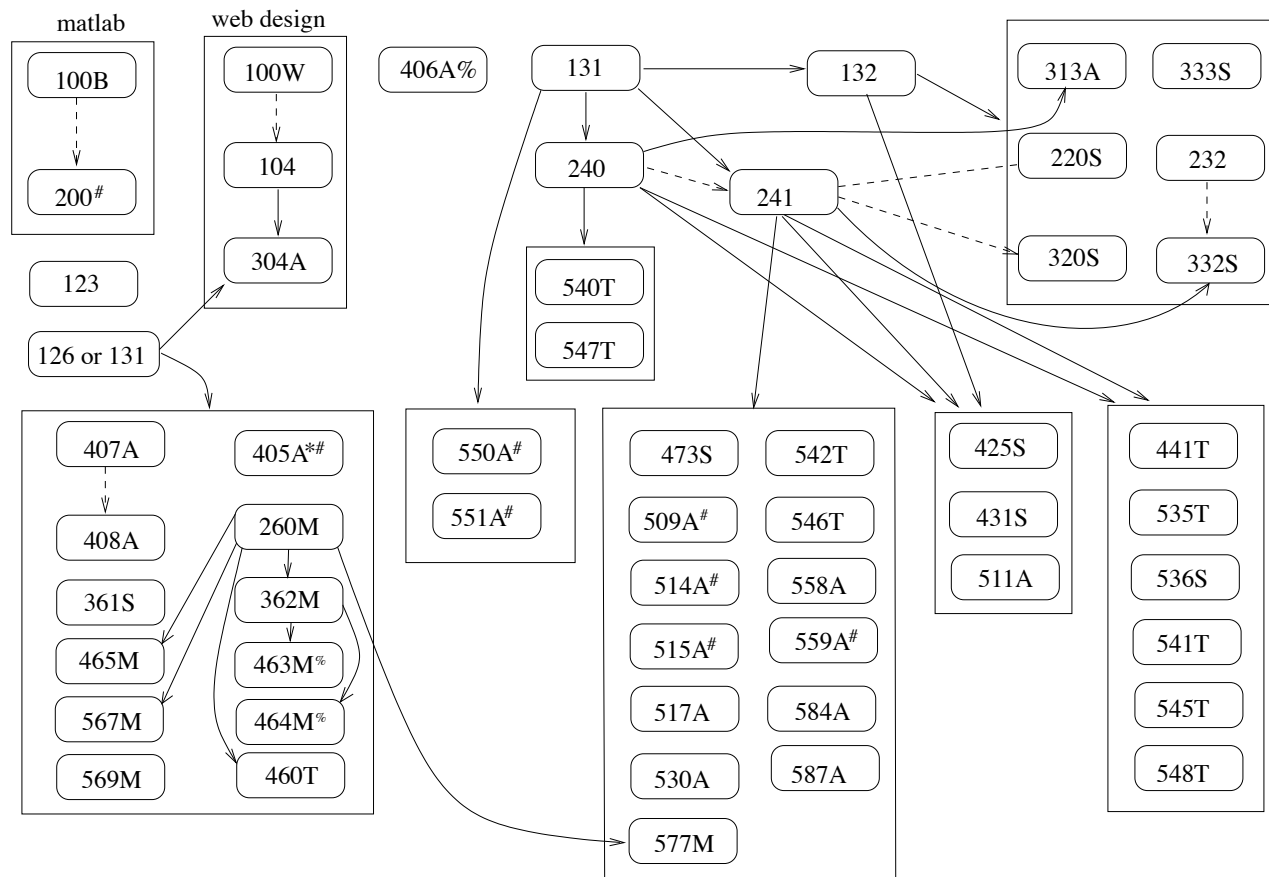 matlab
100B
200#
web design
100W
104
304A
406A%
131
132
240
241
313A
333S
220S
232
320S
332S
540T
547T
123
126 or 131
407A
405A*#
408A
260M
361S
362M
465M
463M%
567M
464M%
569M
460T
550A#
551A#
473S
542T
509A#
546T
514A#
558A
515A#
559A#
517A
584A
530A
587A
577M
425S
431S
511A
441T
535T
536S
541T
545T
548T